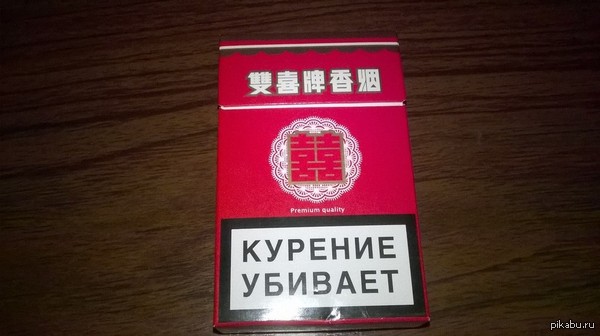 雙喜牌香烟
囍
Premium quality
КУРЕНИЕ
УБИВАЕТ
pikabu.ru